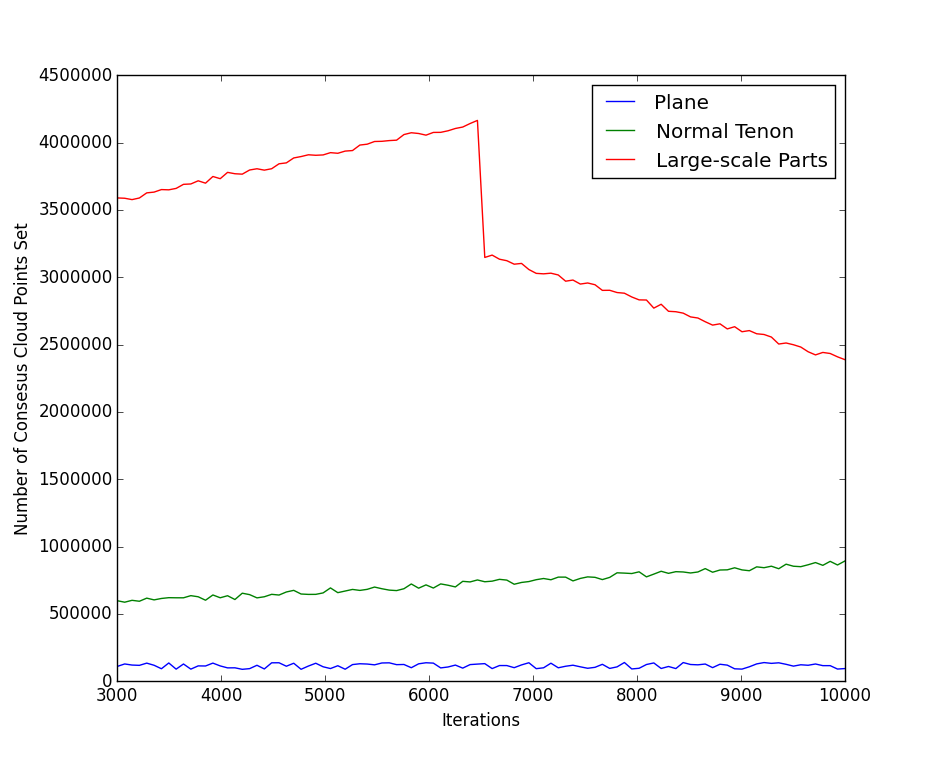 4500000
4000000
3500000
3000000
2500000
2000000
1500000
1000000
500000
0
Number of Consesus Cloud Points Set
Plane
Normal Tenon
Large-scale Parts
3000 4000 5000 6000 7000 8000 9000 10000
Iterations